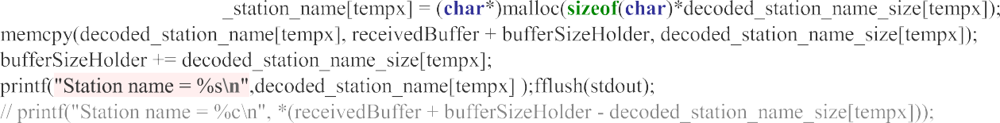 _station_name[tempx] = (char*)malloc(sizeof(char)*decoded_station_name_size[tempx]);
memcpy(decoded_station_name[tempx], receivedBuffer + bufferSizeHolder, decoded_station_name_size[tempx]);
bufferSizeHolder += decoded_station_name_size[tempx];
printf("Station name = %s\n",decoded_station_name[tempx] );fflush(stdout);
// printf("Station name = %c\n", *(receivedBuffer + bufferSizeHolder - decoded_station_name_size[tempx]));